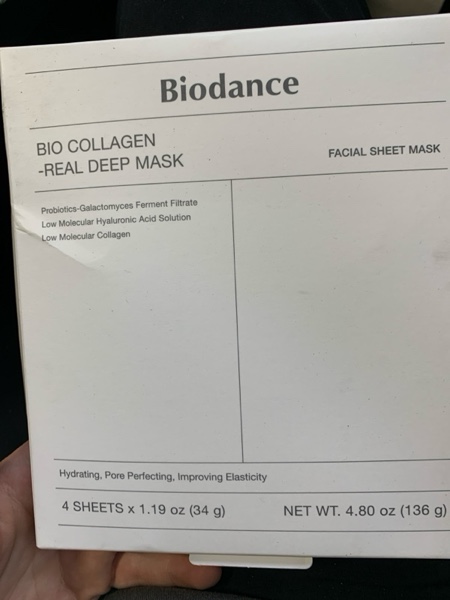 Biodance
BIO COLLAGEN
-REAL DEEP MASK
FACIAL SHEET MASK
Probiotics-Galactomyces Ferment Filtrate
Low Molecular Hyaluronic Acid Solution
Low Molecular Collagen
Hydrating, Pore Perfecting, Improving Elasticity
4 SHEETS x 1.19 oz (34 g)
NET WT. 4.80 oz (136 g)